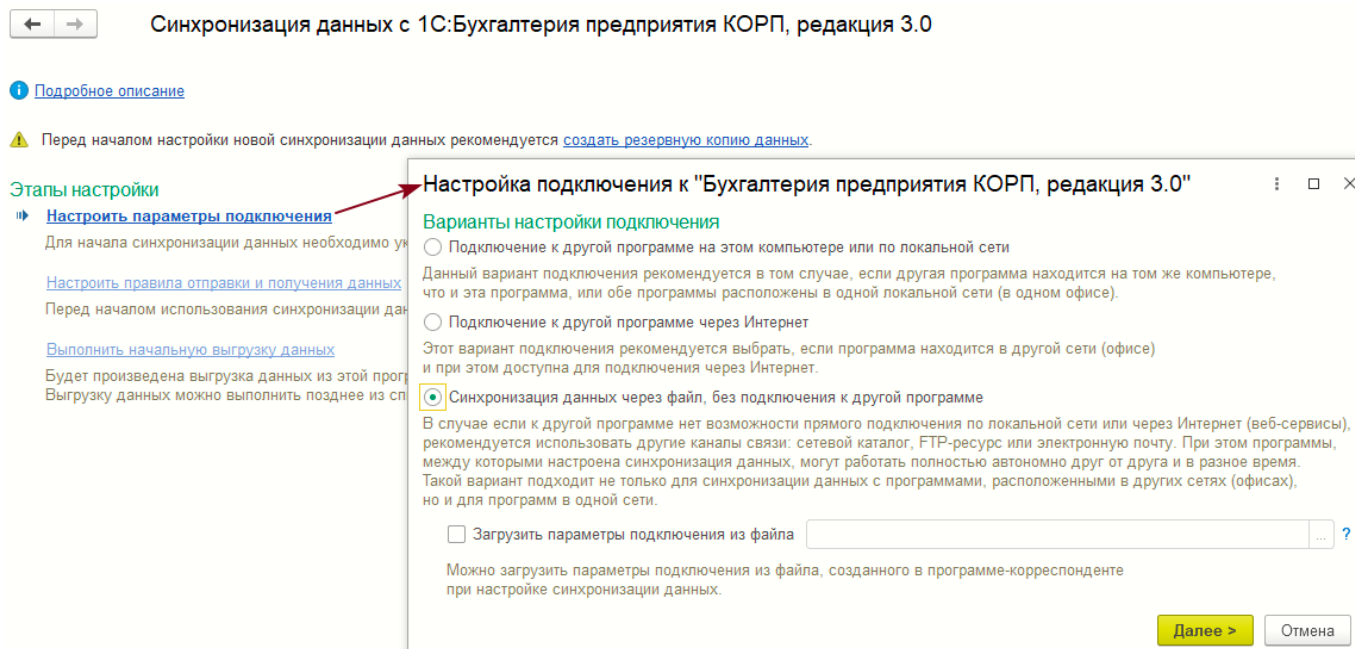 Синхронизация данных с 1С:Бухгалтерия предприятия КОРП, редакция 3.0
Подробное описание
Перед началом настройки новой синхронизации данных рекомендуется создать резервную копию данных.
Этапы настройки
Настроить параметры подключения
Для начала синхронизации данных необходимо
Настроить правила отправки и получения данных
Перед началом использования синхронизации
Выполнить начальную выгрузку данных
Будет произведена выгрузка данных из этой
Выгрузку данных можно выполнить позднее из
Настройка подключения к "Бухгалтерия предприятия КОРП, редакция 3.0"
Варианты настройки подключения
Подключение к другой программе на этом компьютере или по локальной сети
Данный вариант подключения рекомендуется в том случае, если другая программа находится на том же компьютере,
что и эта программа, или обе программы расположены в одной локальной сети (в одном офисе).
Подключение к другой программе через Интернет
Этот вариант подключения рекомендуется выбрать, если программа находится в другой сети (офисе)
и при этом доступна для подключения через Интернет.
Синхронизация данных через файл, без подключения к другой программе
В случае если к другой программе нет возможности прямого подключения по локальной сети или через Интернет (веб-сервисы),
рекомендуется использовать другие каналы связи: сетевой каталог, FTP-ресурс или электронную почту. При этом программы,
между которыми настроена синхронизация данных, могут работать полностью автономно друг от друга и в разное время.
Такой вариант подходит не только для синхронизации данных с программами, расположенными в других сетях (офисах),
но и для программ в одной сети.
Загрузить параметры подключения из файла ... ?
Можно загрузить параметры подключения из файла, созданного в программе-корреспонденте
при настройке синхронизации данных.
Далее > Отмена